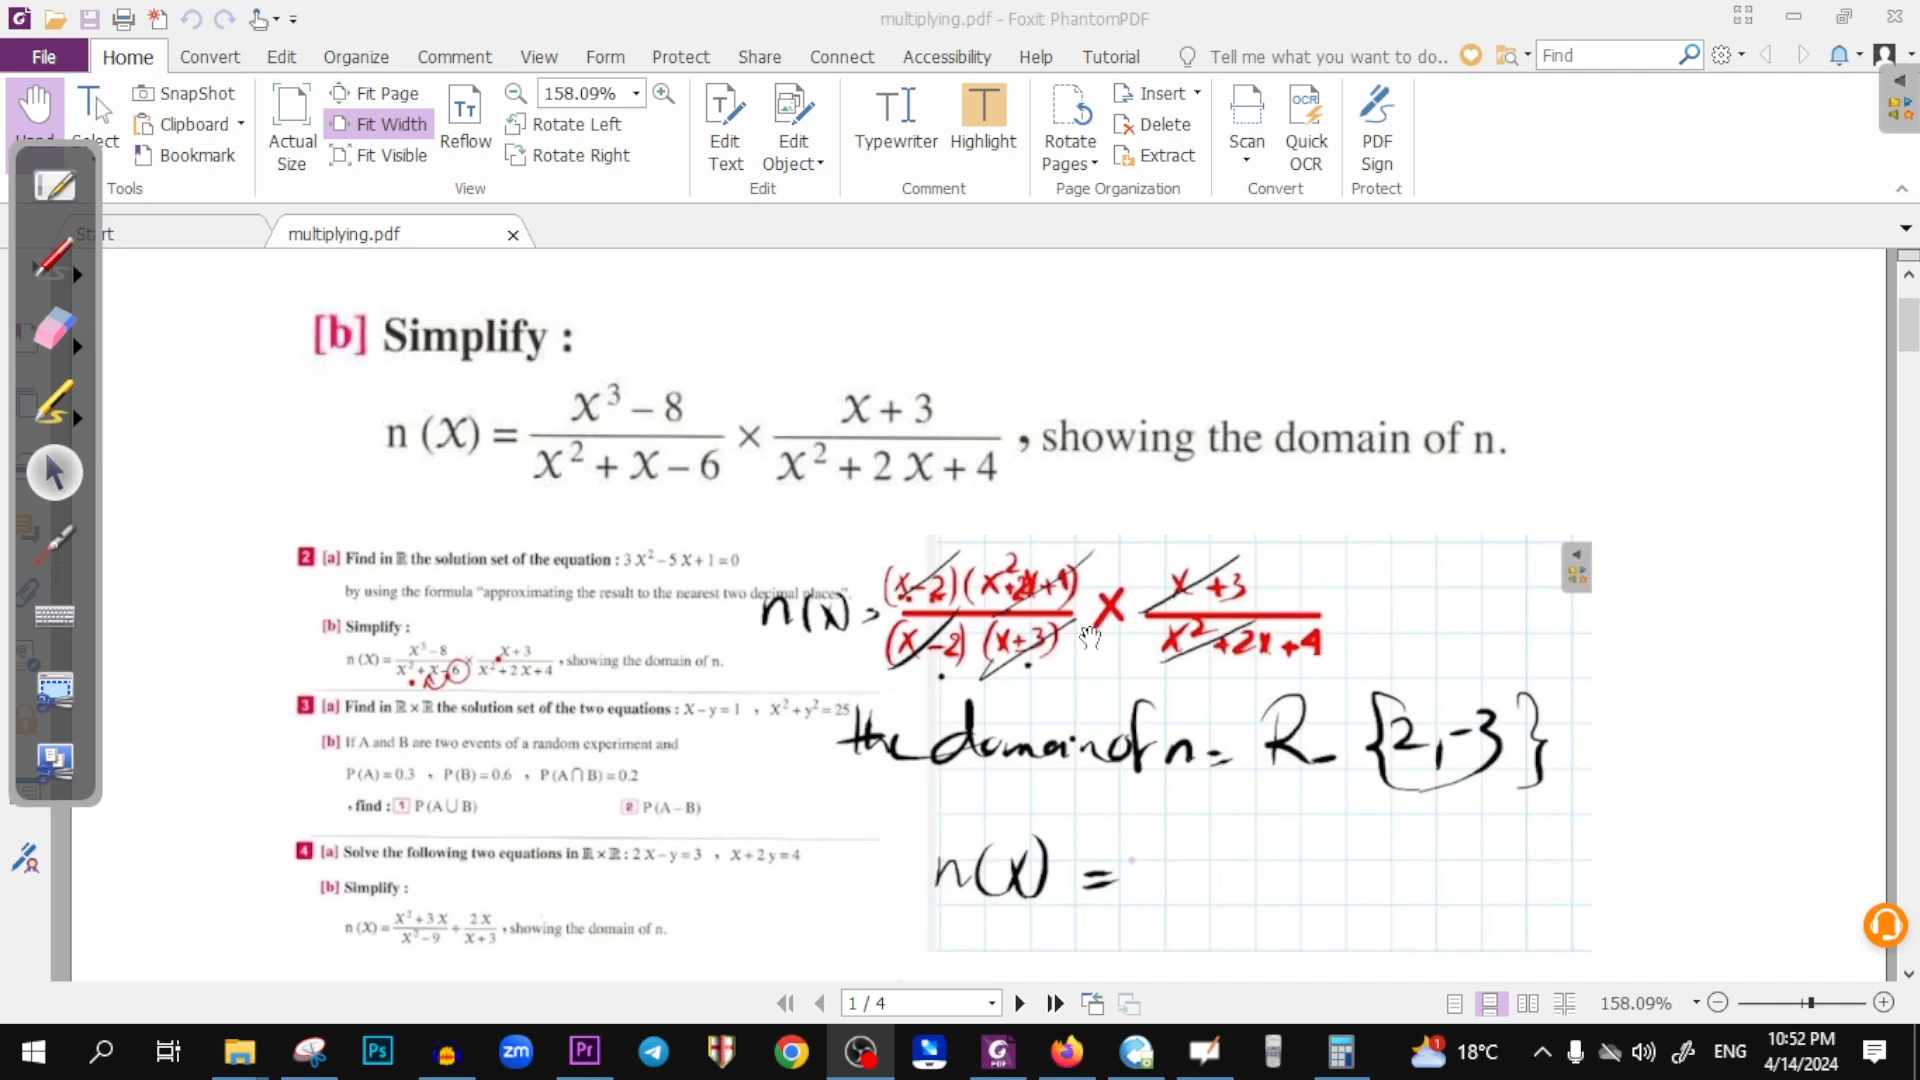 multiplying.pdf - Foxit PhantomPDF
File Home Convert Edit Organize Comment View Form Protect Share Connect Accessibility Help Tutorial Tell me what you want to do.. Find
SnapShot
Clipboard
Bookmark
Tools
Actual Size
Fit Page
Fit Width
Fit Visible
Reflow
158.09%
Rotate Left
Rotate Right
View
Edit Text
Edit Object
Edit
Typewriter
Highlight
Comment
Rotate Pages
Insert
Delete
Extract
Page Organization
Scan
Quick OCR
Convert
PDF Sign
Protect
multiplying.pdf
[b] Simplify :
n (X) = X³ – 8 / X² + X – 6 × X + 3 / X² + 2 X + 4 , showing the domain of n.
2 [a] Find in ℝ the solution set of the equation : 3 X² – 5 X + 1 = 0
by using the formula “approximating the result to the nearest two decimal places”.
[b] Simplify :
n (X) = X³ – 8 / X² + X – 6 × X + 3 / X² + 2 X + 4 , showing the domain of n.
3 [a] Find in ℝ × ℝ the solution set of the two equations : X – y = 1 , X² + y² = 25
[b] If A and B are two events of a random experiment and
P (A) = 0.3 , P (B) = 0.6 , P (A ∩ B) = 0.2
, find : 1 P (A ∪ B) 2 P (A – B)
4 [a] Solve the following two equations in ℝ × ℝ : 2 X – y = 3 , X + 2 y = 4
[b] Simplify :
n (X) = X² + 3 X / X² – 9 ÷ 2 X / X + 3 , showing the domain of n.
n(x) = (x-2)(x²+2x+4) / (x-2)(x+3) × x+3 / x²+2x+4
the domain of n = R - {2, -3}
n(x) =
1 / 4
158.09%
Ps zm Pr
PDF
18°C
ENG
10:52 PM
4/14/2024